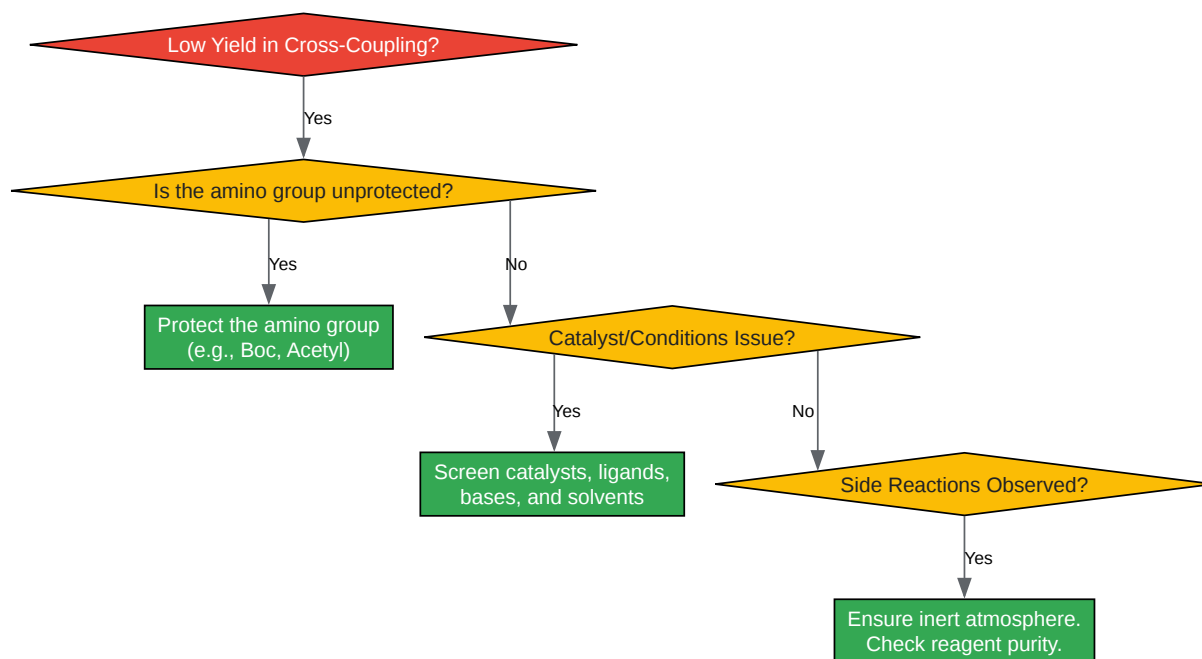 Low Yield in Cross-Coupling?
Yes
Is the amino group unprotected?
Yes
No
Protect the amino group
(e.g., Boc, Acetyl)
Catalyst/Conditions Issue?
Yes
No
Screen catalysts, ligands,
bases, and solvents
Side Reactions Observed?
Yes
Ensure inert atmosphere.
Check reagent purity.